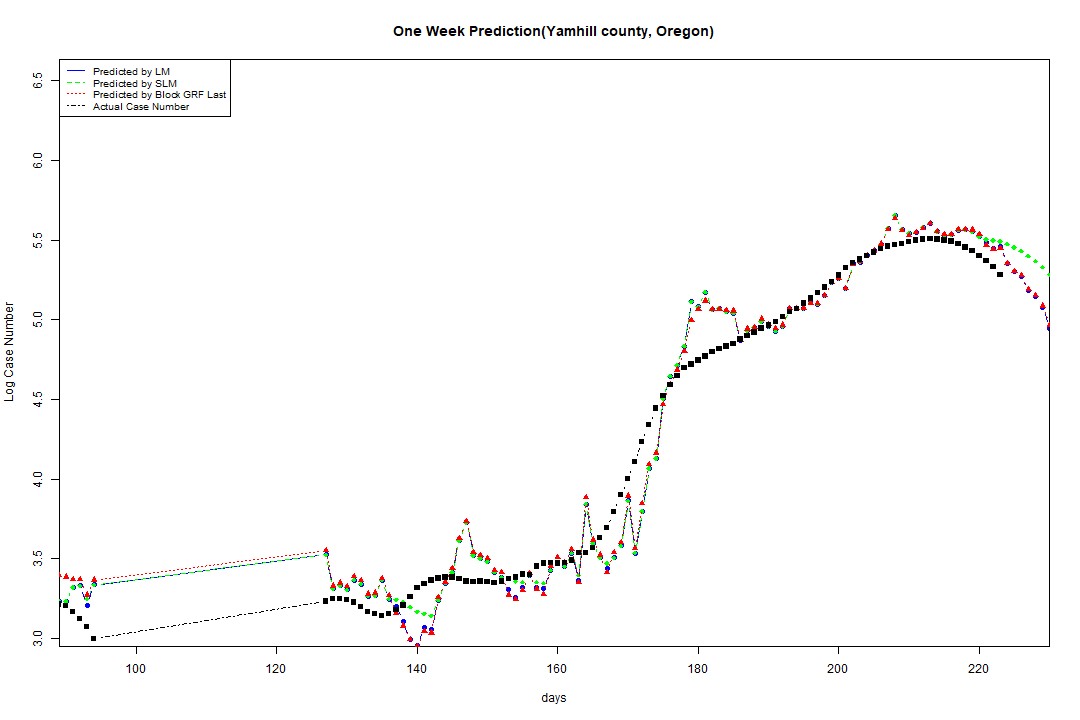 One Week Prediction(Yamhill county, Oregon)
Predicted by LM
Predicted by SLM
Predicted by Block GRF Last
Actual Case Number
6.5
6.0
5.5
5.0
4.5
4.0
3.5
3.0
Log Case Number
100 120 140 160 180 200 220
days